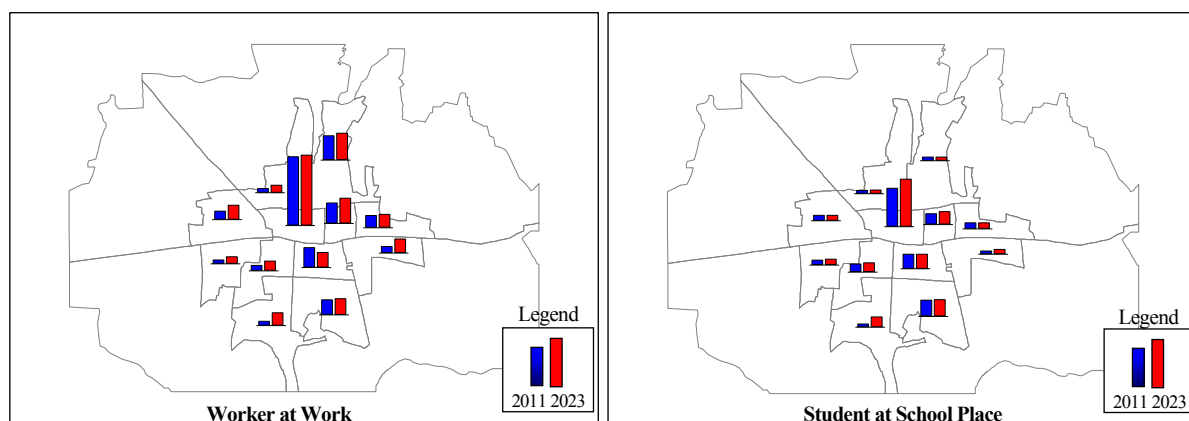 Legend
2011 2023
Worker at Work
Legend
2011 2023
Student at School Place